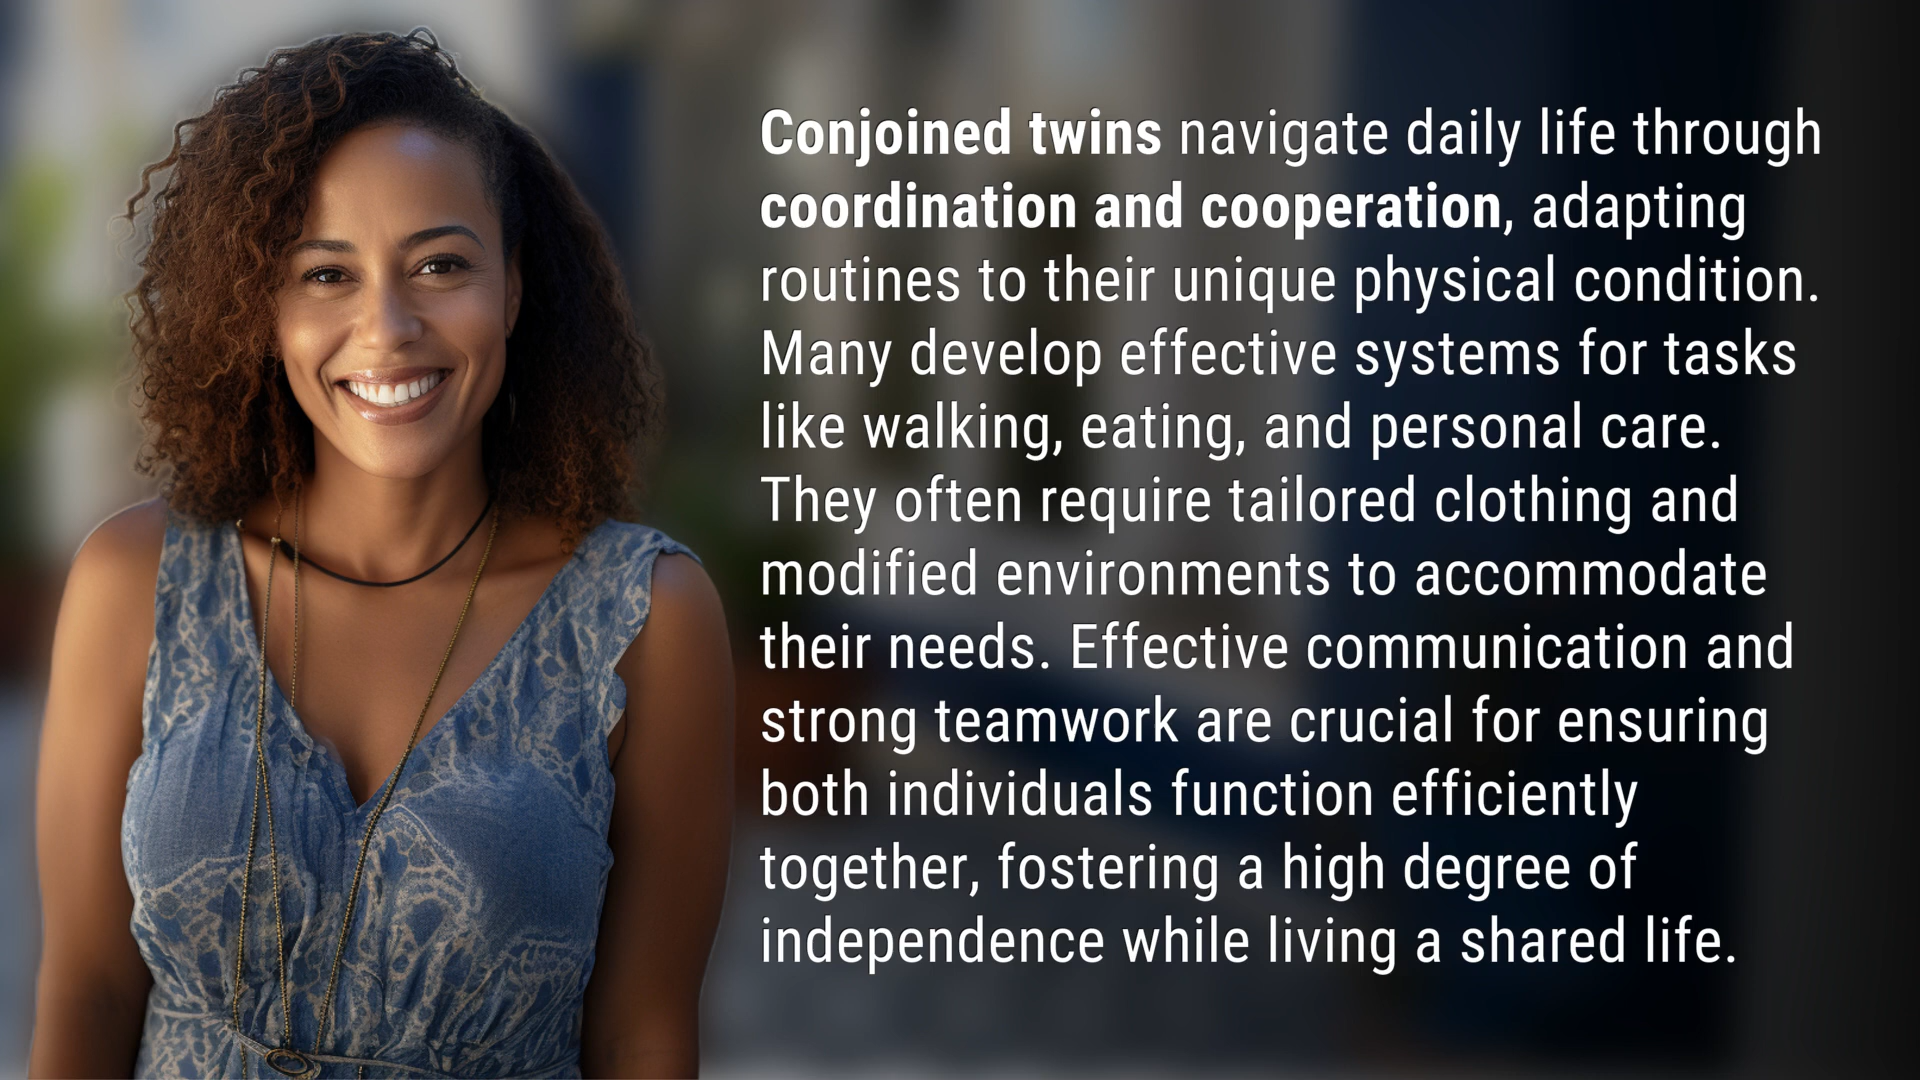 Conjoined twins navigate daily life through
coordination and cooperation, adapting
routines to their unique physical condition.
Many develop effective systems for tasks
like walking, eating, and personal care.
They often require tailored clothing and
modified environments to accommodate
their needs. Effective communication and
strong teamwork are crucial for ensuring
both individuals function efficiently
together, fostering a high degree of
independence while living a shared life.